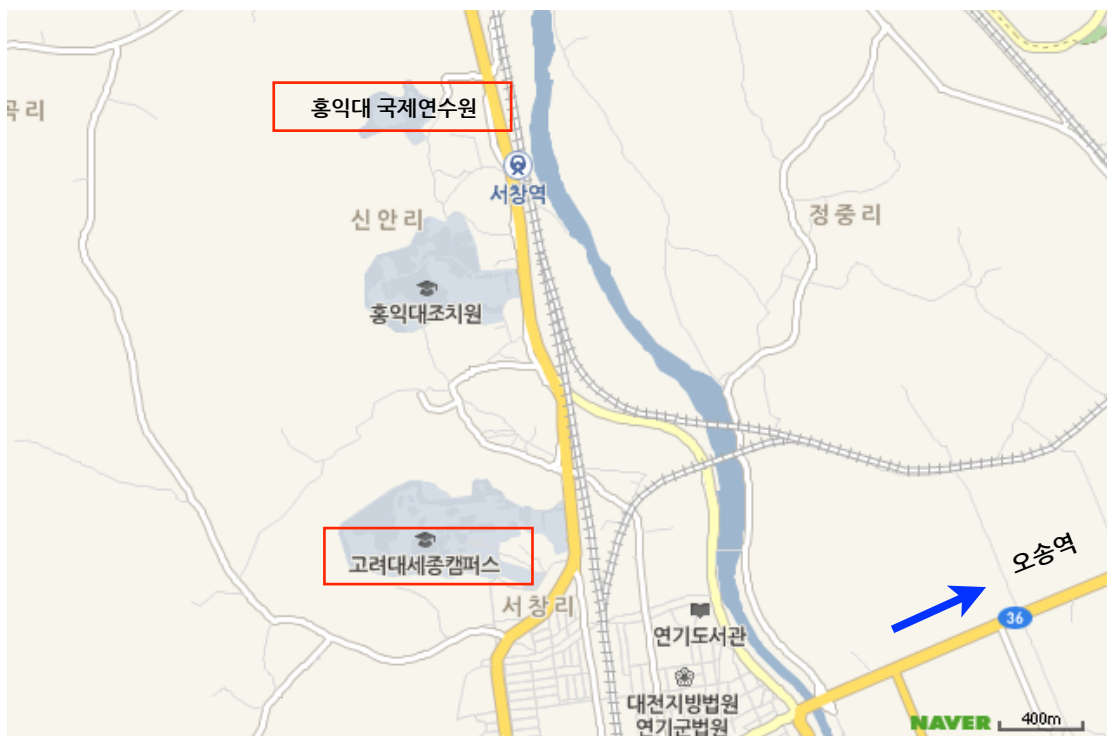 홍익대 국제연수원
곡리
서창역
신안리
정중리
홍익대조치원
오송역
고려대세종캠퍼스
서창리
36
연기도서관
대전지방법원
연기군법원
NAVER
400m